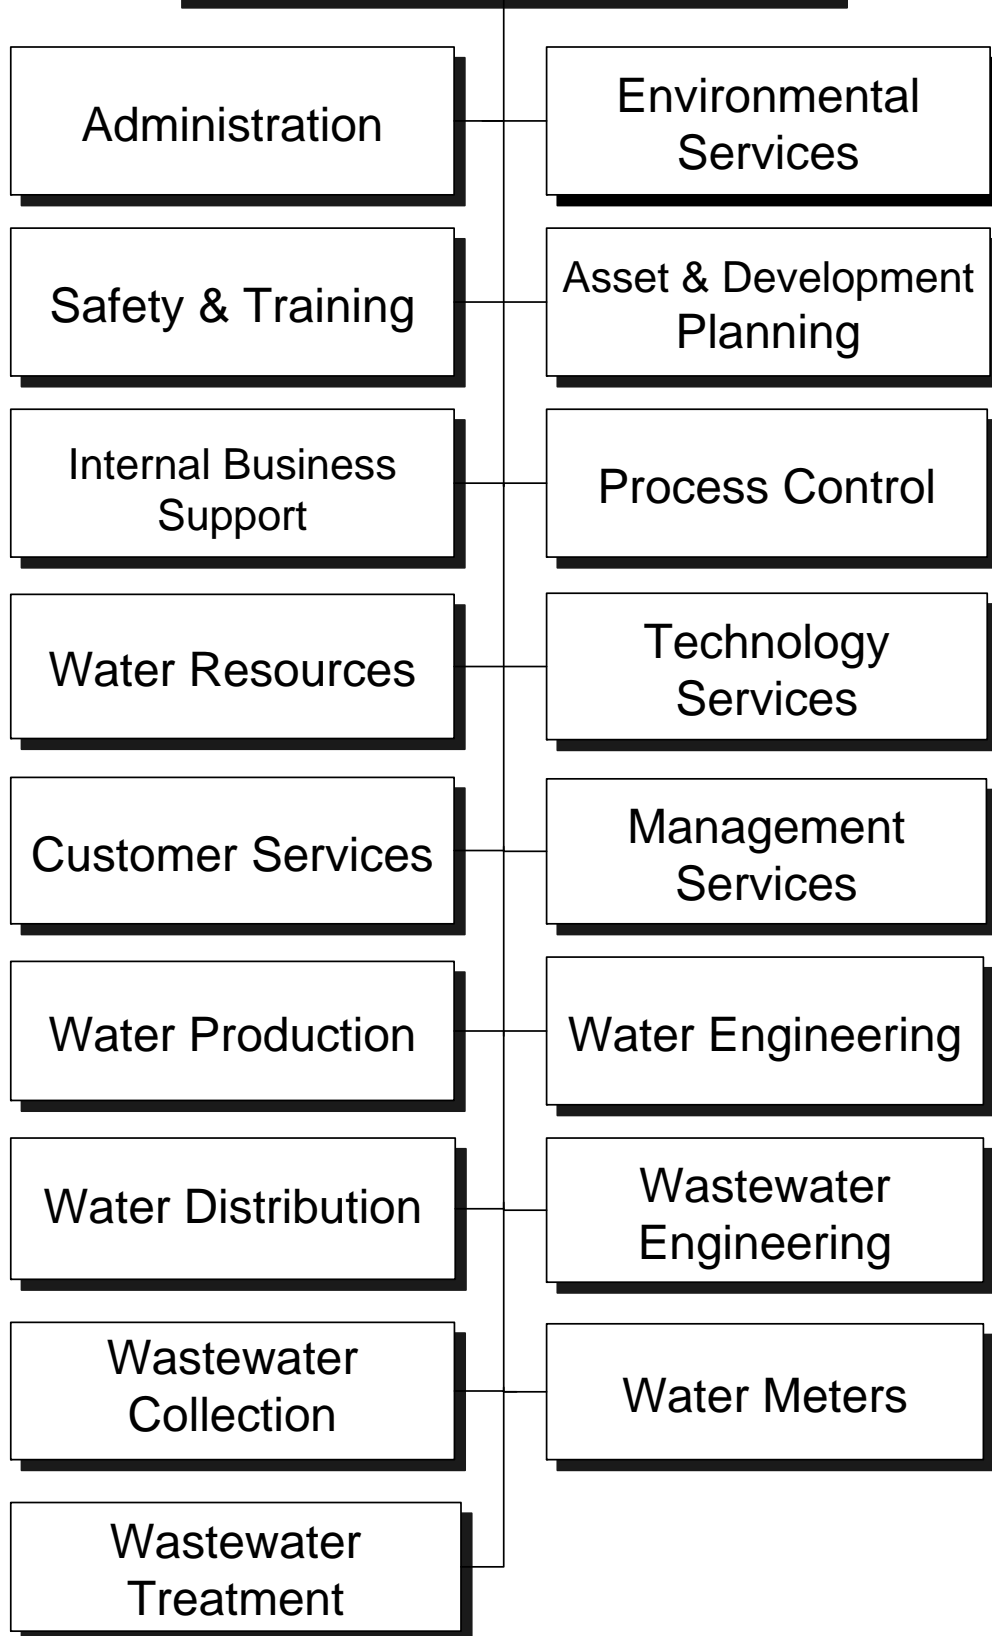 Administration
Environmental
Services
Safety & Training
Asset & Development
Planning
Internal Business
Support
Process Control
Water Resources
Technology
Services
Customer Services
Management
Services
Water Production
Water Engineering
Water Distribution
Wastewater
Engineering
Wastewater
Collection
Water Meters
Wastewater
Treatment